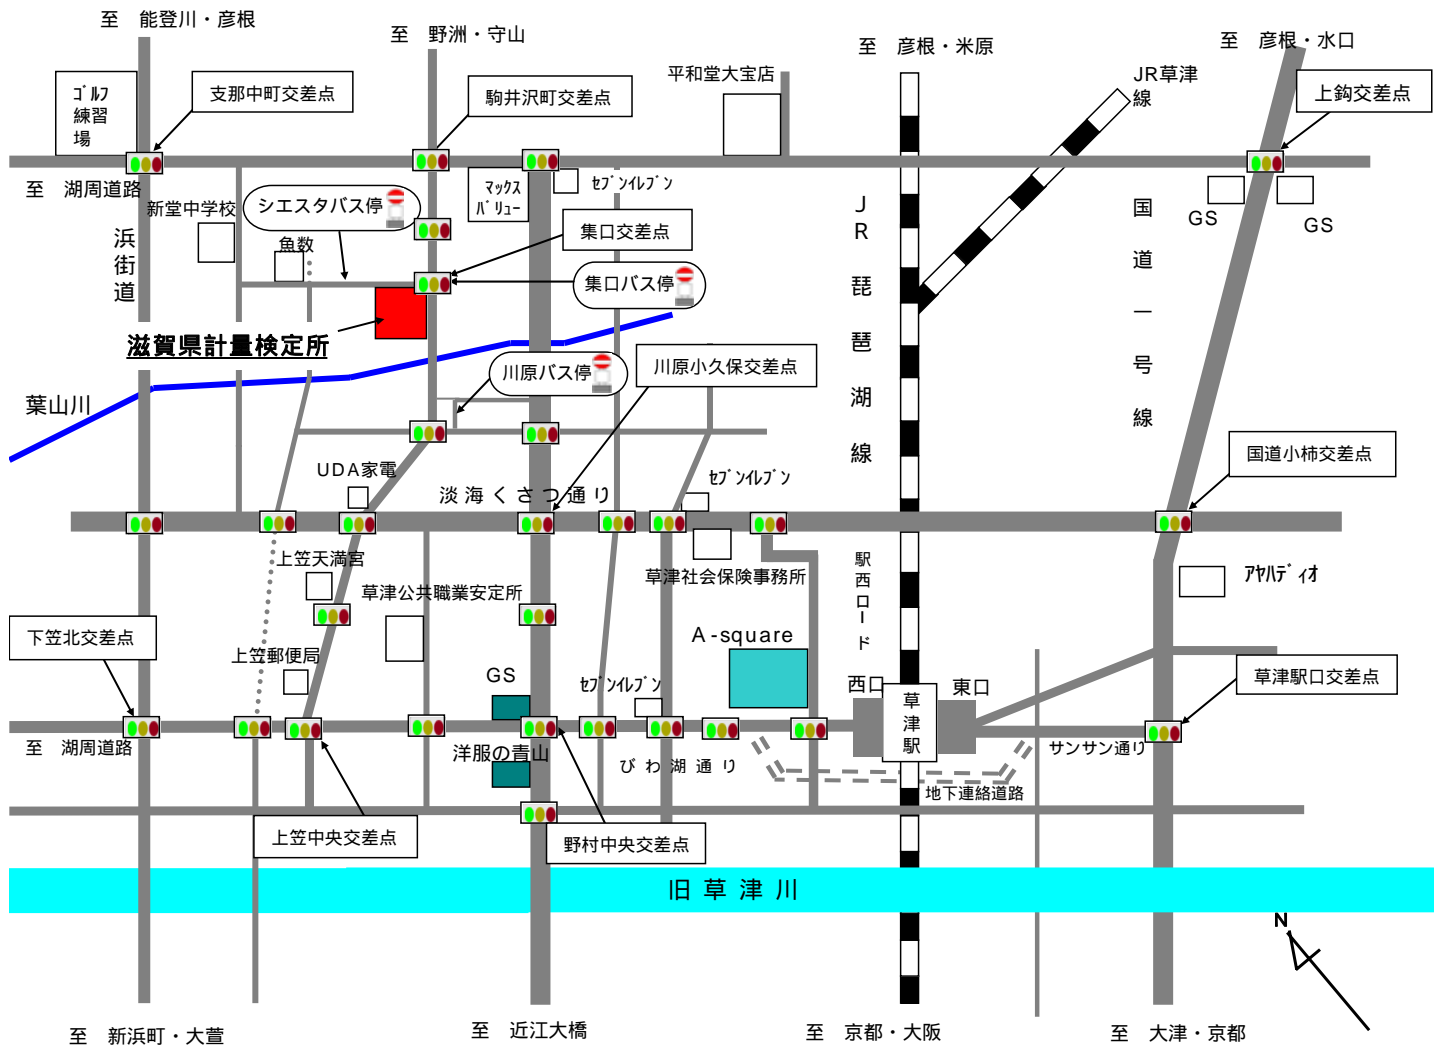 至　能登川・彦根
至　野洲・守山
至　彦根・米原
至　彦根・水口
ｺﾞﾙﾌ
練習
場
支那中町交差点
駒井沢町交差点
平和堂大宝店
JR草津
線
上鈎交差点
至　湖周道路
新堂中学校
シエスタバス停
ﾏｯｸｽ
ﾊﾞﾘｭｰ
ｾﾌﾞﾝｲﾚﾌﾞﾝ
集口交差点
GS
GS
魚数
集口バス停
浜街道
滋賀県計量検定所
川原バス停
川原小久保交差点
JR琵琶湖線
国道一号線
葉山川
UDA家電
淡海くさつ通り
ｾﾌﾞﾝｲﾚﾌﾞﾝ
国道小柿交差点
上笠天満宮
草津公共職業安定所
草津社会保険事務所
駅西ロード
ｱﾔﾊﾃﾞｨｵ
下笠北交差点
上笠郵便局
A-square
GS
ｾﾌﾞﾝｲﾚﾌﾞﾝ
西口
草津駅
東口
草津駅口交差点
至　湖周道路
洋服の青山
びわ湖通り
サンサン通り
地下連絡道路
上笠中央交差点
野村中央交差点
旧草津川
N
至　新浜町・大萱
至　近江大橋
至　京都・大阪
至　大津・京都